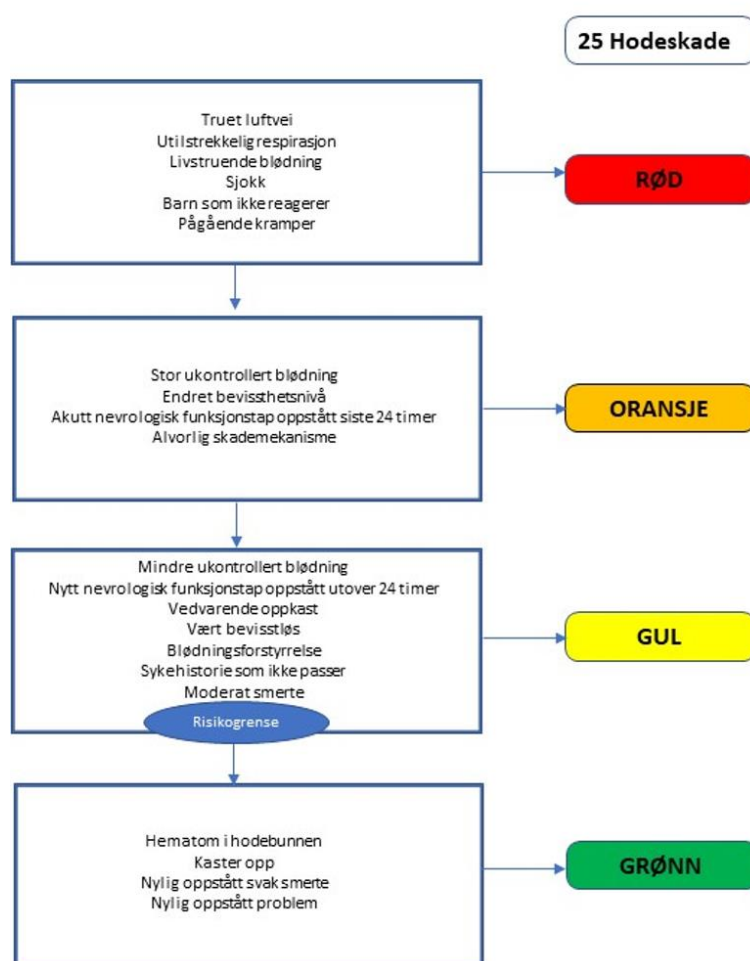 25 Hodeskade
Truet luftvei
Utilstrekkelig respirasjon
Livstruende blødning
Sjokk
Barn som ikke reagerer
Pågående kramper
RØD
Stor ukontrollert blødning
Endret bevissthetsnivå
Akutt nevrologisk funksjonstap oppstått siste 24 timer
Alvorlig skademekanisme
ORANSJE
Mindre ukontrollert blødning
Nytt nevrologisk funksjonstap oppstått utover 24 timer
Vedvarende oppkast
Vært bevisstløs
Blødningsforstyrrelse
Sykehistorie som ikke passer
Moderat smerte
GUL
Risikogrense
Hematom i hodebunnen
Kaster opp
Nylig oppstått svak smerte
Nylig oppstått problem
GRØNN